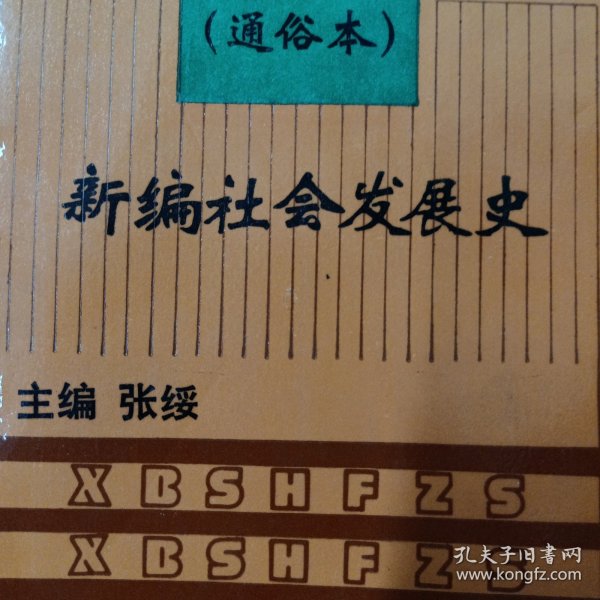 (通俗本)
新编社会发展史
主编 张绥
XBSHFZS
XBSHFZS
孔夫子旧书网
www.kongfz.com